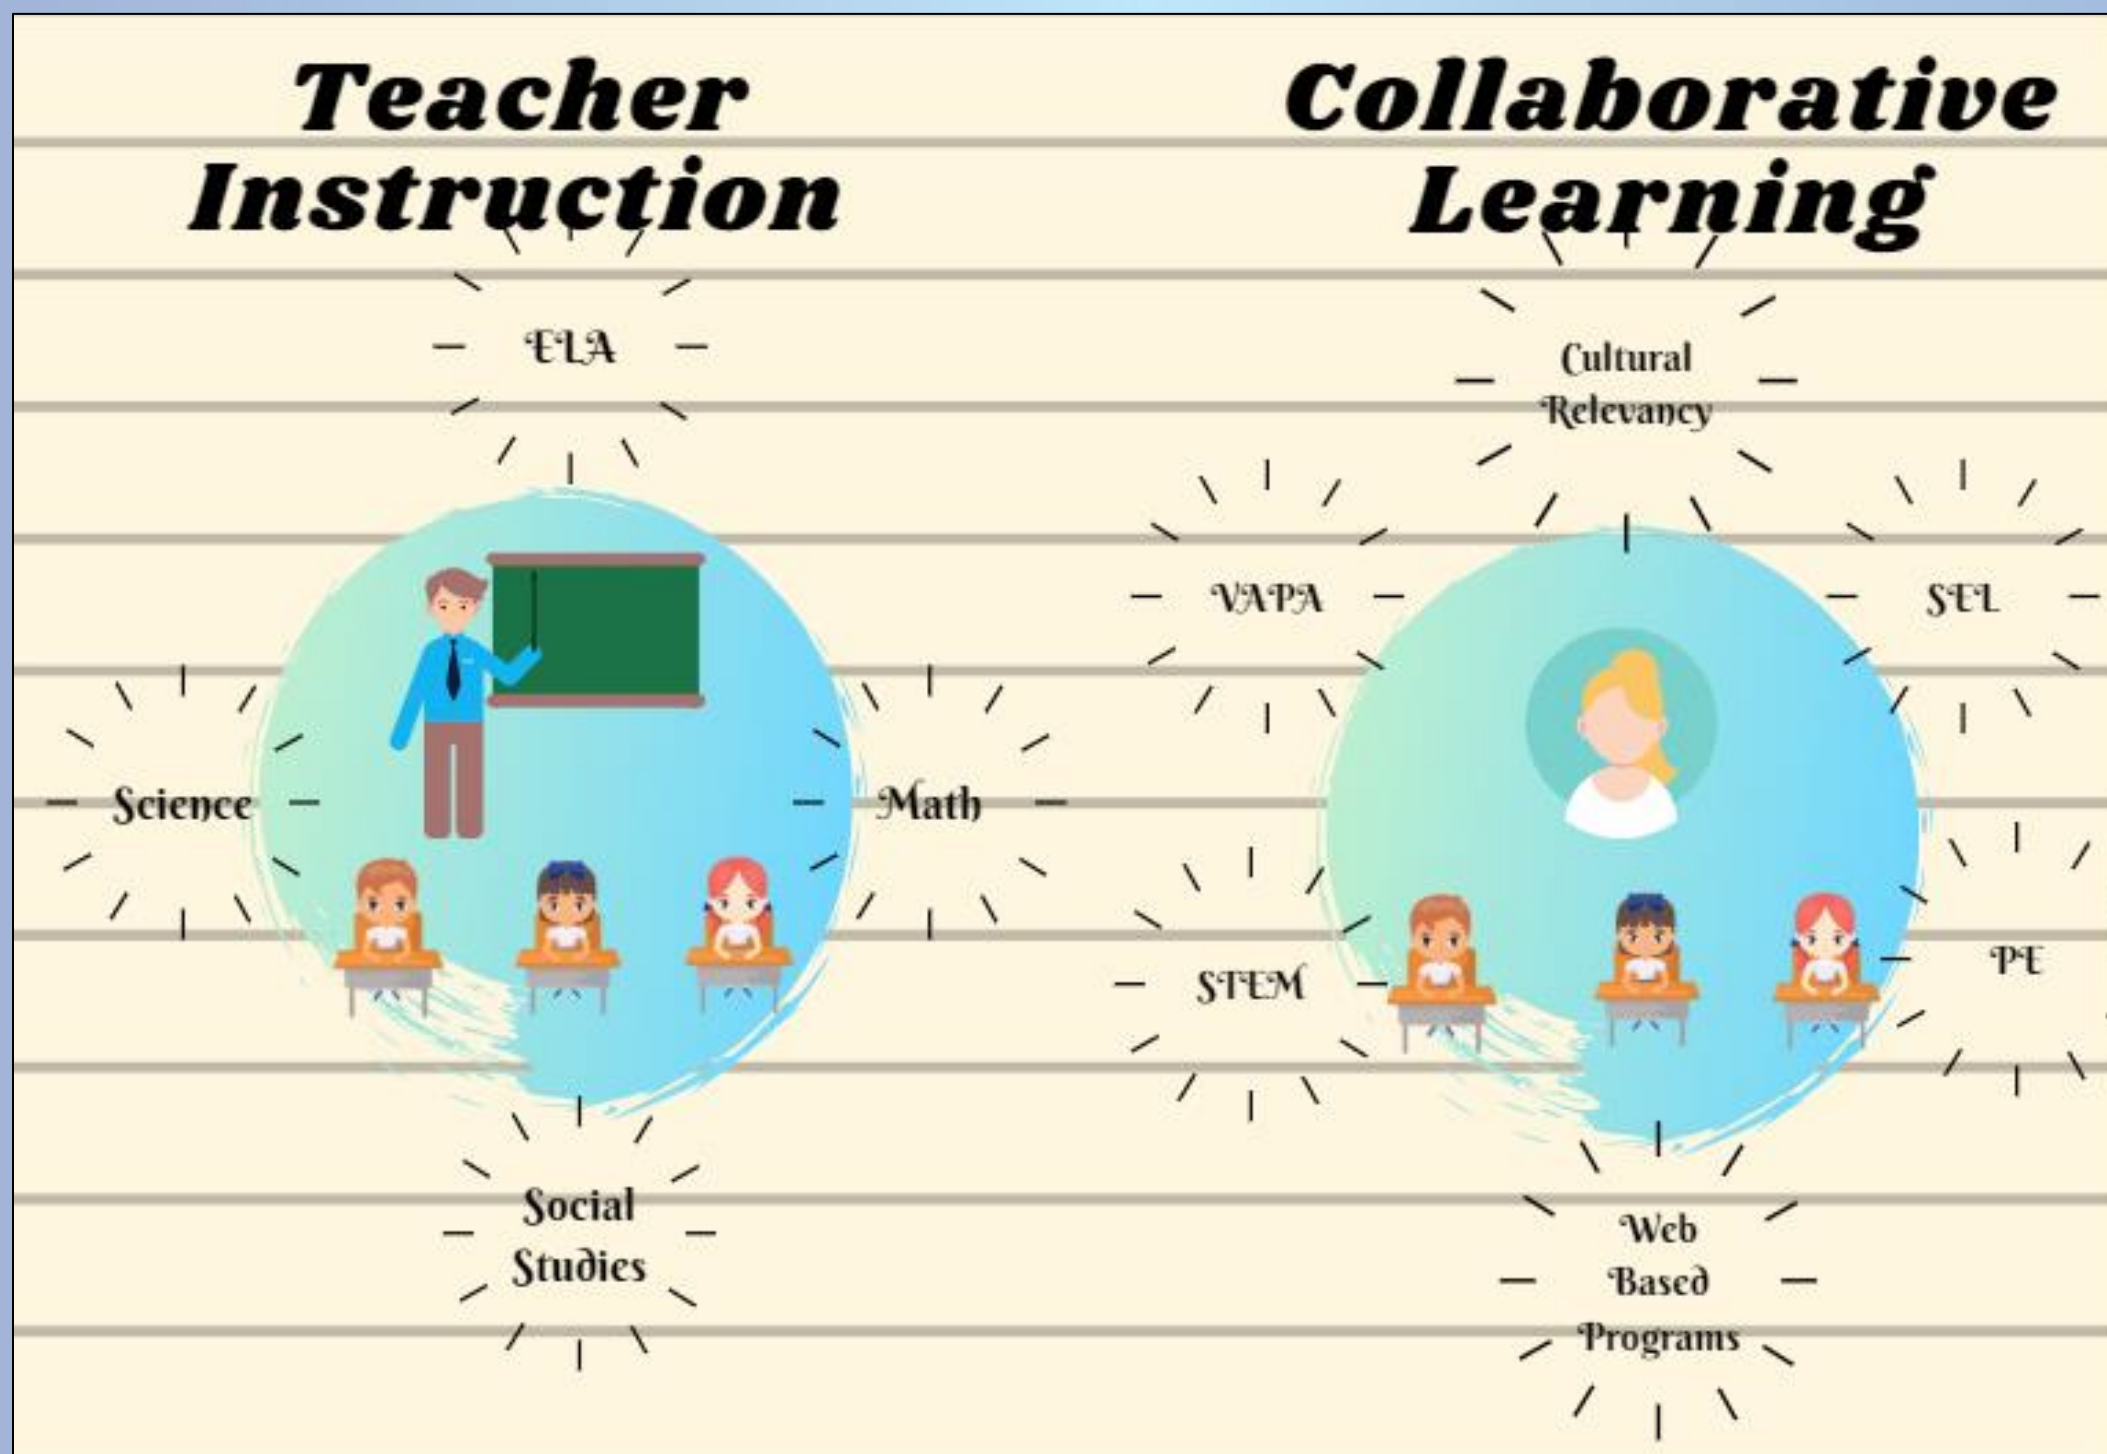 Teacher
Instruction
ELA
Science
Math
Social
Studies
Collaborative
Learning
Cultural
Relevancy
VAPA
SEL
STEM
PE
Web
Based
Programs